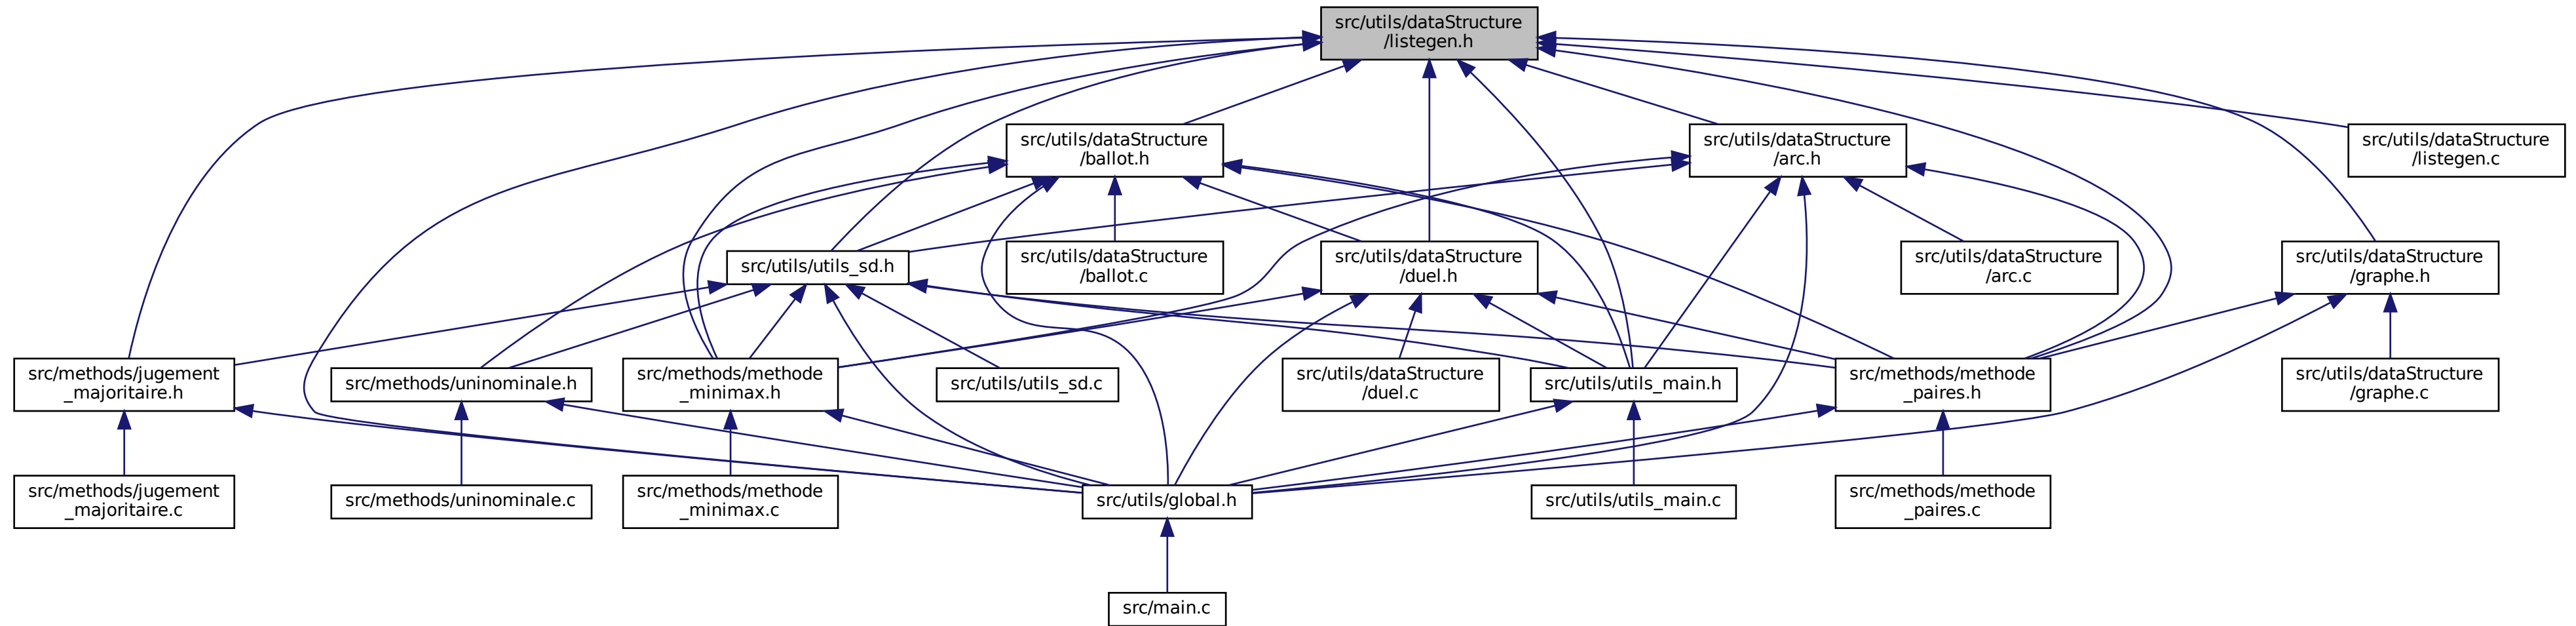 src/utils/dataStructure
/listegen.h
src/utils/dataStructure
/ballot.h
src/utils/dataStructure
/arc.h
src/utils/dataStructure
/listegen.c
src/utils/utils_sd.h
src/utils/dataStructure
/ballot.c
src/utils/dataStructure
/duel.h
src/utils/dataStructure
/arc.c
src/utils/dataStructure
/graphe.h
src/methods/jugement
_majoritaire.h
src/methods/uninominale.h
src/methods/methode
_minimax.h
src/utils/utils_sd.c
src/utils/dataStructure
/duel.c
src/utils/utils_main.h
src/methods/methode
_paires.h
src/utils/dataStructure
/graphe.c
src/methods/jugement
_majoritaire.c
src/methods/uninominale.c
src/methods/methode
_minimax.c
src/utils/global.h
src/utils/utils_main.c
src/methods/methode
_paires.c
src/main.c